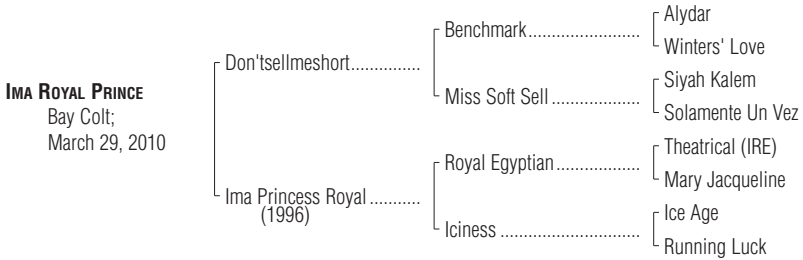 Alydar
Benchmark........................
Winters' Love
Don'tsellmeshort...............
Siyah Kalem
Miss Soft Sell ...................
Solamente Un Vez
IMA ROYAL PRINCE
Bay Colt;
March 29, 2010
Theatrical (IRE)
Royal Egyptian..................
Mary Jacqueline
Ima Princess Royal ...........
(1996)
Ice Age
Iciness ..............................
Running Luck